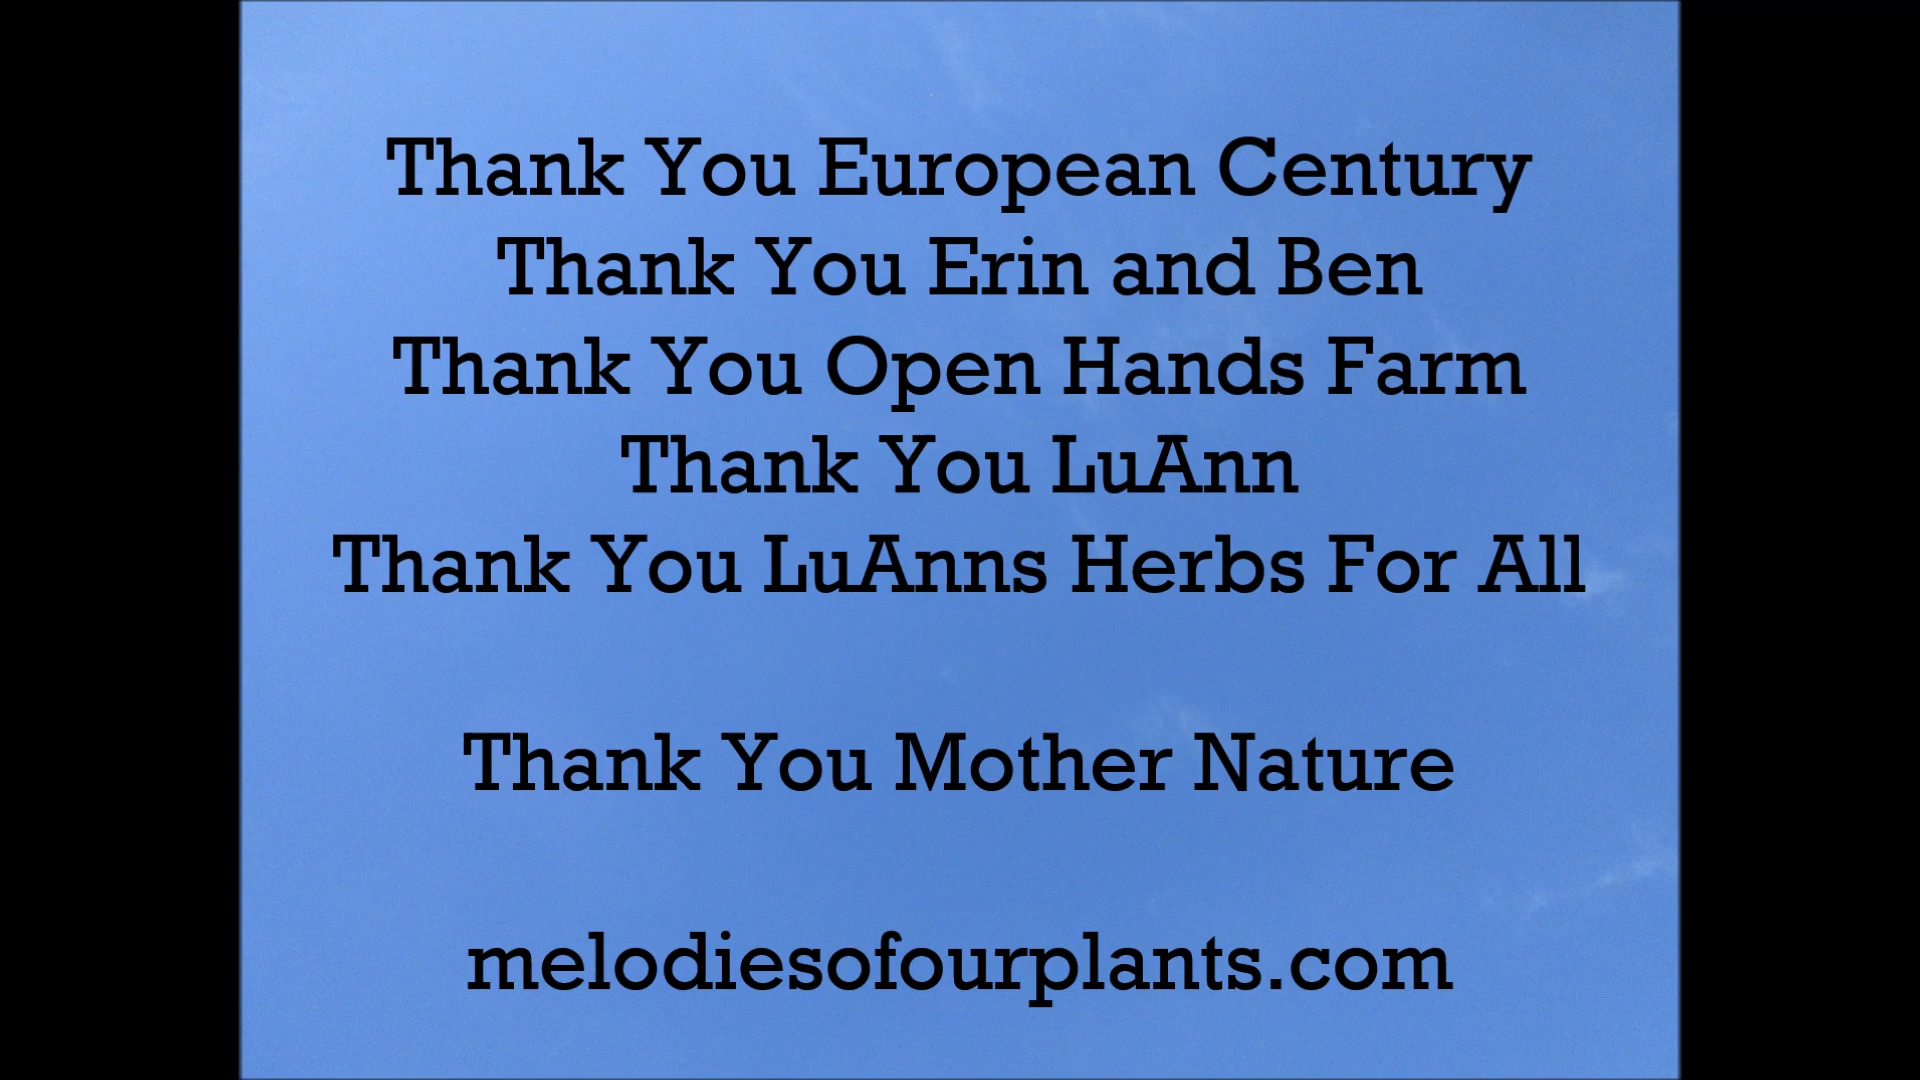 Thank You European Century
Thank You Erin and Ben
Thank You Open Hands Farm
Thank You LuAnn
Thank You LuAnns Herbs For All
Thank You Mother Nature
melodiesofourplants.com